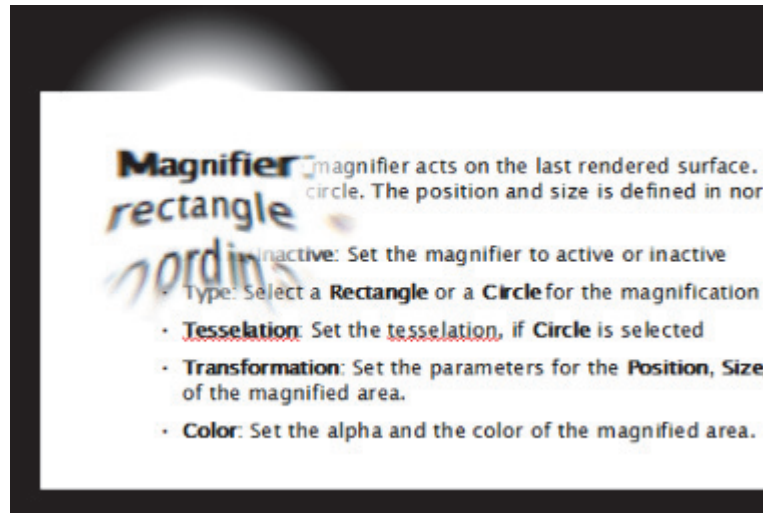 Magnifier: magnifier acts on the last rendered surface.
rectangle circle. The position and size is defined in nor
Inactive: Set the magnifier to active or inactive
· Type: Select a Rectangle or a Circle for the magnification
· Tesselation: Set the tesselation, if Circle is selected
· Transformation: Set the parameters for the Position, Size
of the magnified area.
· Color: Set the alpha and the color of the magnified area.